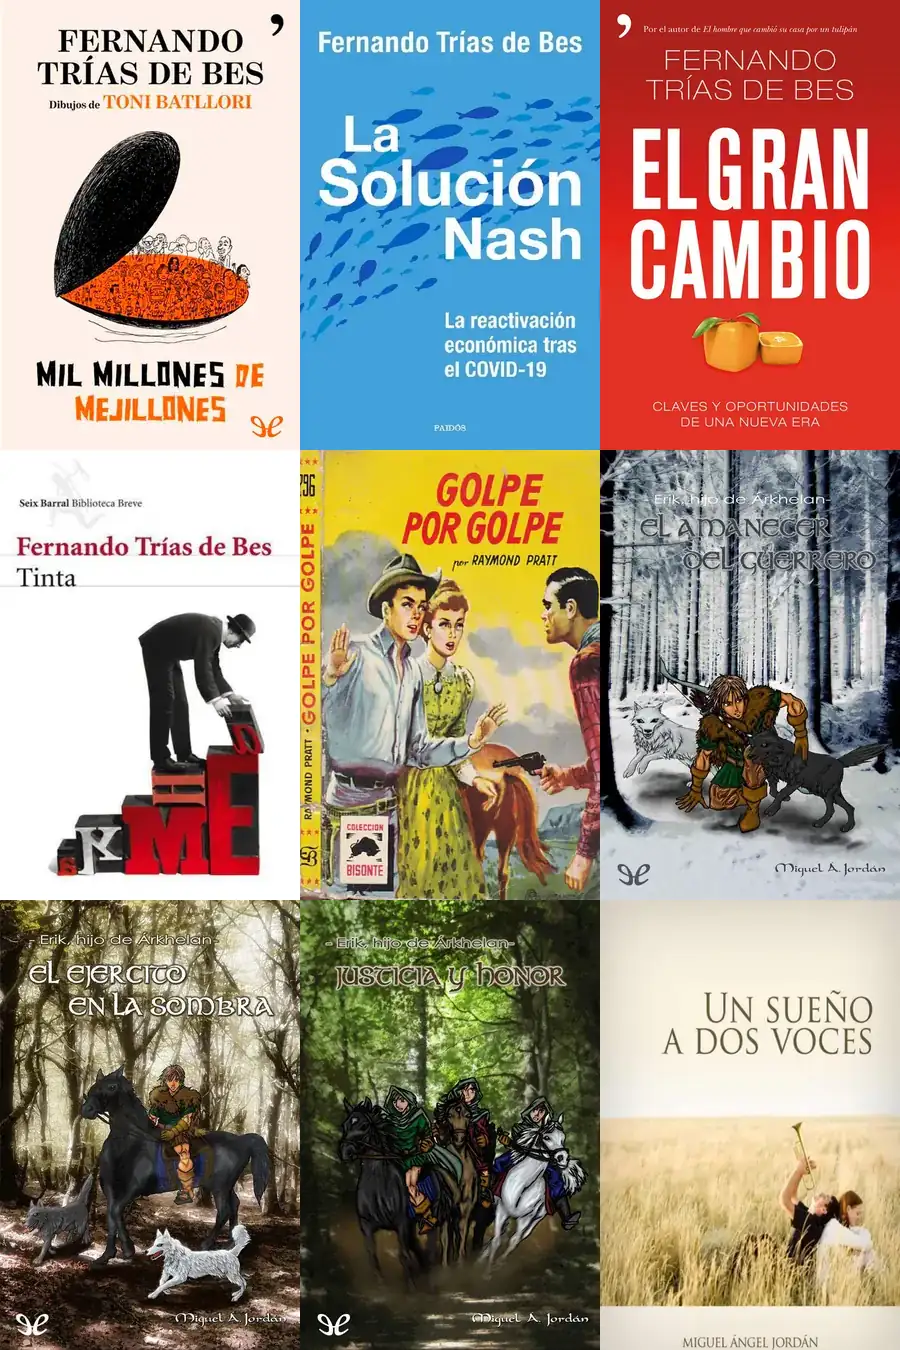 FERNANDO
TRÍAS DE BES
Dibujos de TONI BATLLORI
MIL MILLONES DE
MEJILLONES
Fernando Trías de Bes
La
Solución
Nash
La reactivación
económica tras
el COVID-19
PAIDÓS
Por el autor de El hombre que cambió su casa por un tulipán
FERNANDO
TRÍAS DE BES
EL GRAN
CAMBIO
CLAVES Y OPORTUNIDADES
DE UNA NUEVA ERA
Seix Barral Biblioteca Breve
Fernando Trías de Bes
Tinta
296
GOLPE POR GOLPE
RAYMOND PRATT
GOLPE
POR GOLPE
por RAYMOND PRATT
COLECCION
BISONTE
Erik, hijo de Árkhelan-
EL AMANECER
DEL GUERRERO
Miguel A. Jordán
- Erik, hijo de Árkhelan-
EL EJERCITO
EN LA SOMBRA
Miguel A. Jordán
- Erik, hijo de Árkhelan-
JUSTICIA Y HONOR
Miguel A. Jordán
UN SUEÑO
A DOS VOCES
MIGUEL ÁNGEL JORDÁN